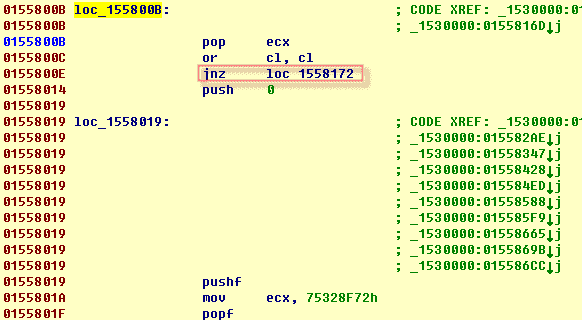 0155800B loc_155800B: ; CODE XREF: _1530000:01
0155800B ; _1530000:0155816D↓j
0155800B pop ecx
0155800C or cl, cl
0155800E jnz loc_1558172
01558014 push 0
01558019
01558019 loc_1558019: ; CODE XREF: _1530000:01
01558019 ; _1530000:015582AE↓j
01558019 ; _1530000:01558347↓j
01558019 ; _1530000:01558428↓j
01558019 ; _1530000:015584ED↓j
01558019 ; _1530000:01558588↓j
01558019 ; _1530000:015585F9↓j
01558019 ; _1530000:01558665↓j
01558019 ; _1530000:0155869B↓j
01558019 ; _1530000:015586CC↓j
01558019
01558019 pushf
0155801A mov ecx, 75328F72h
0155801F popf